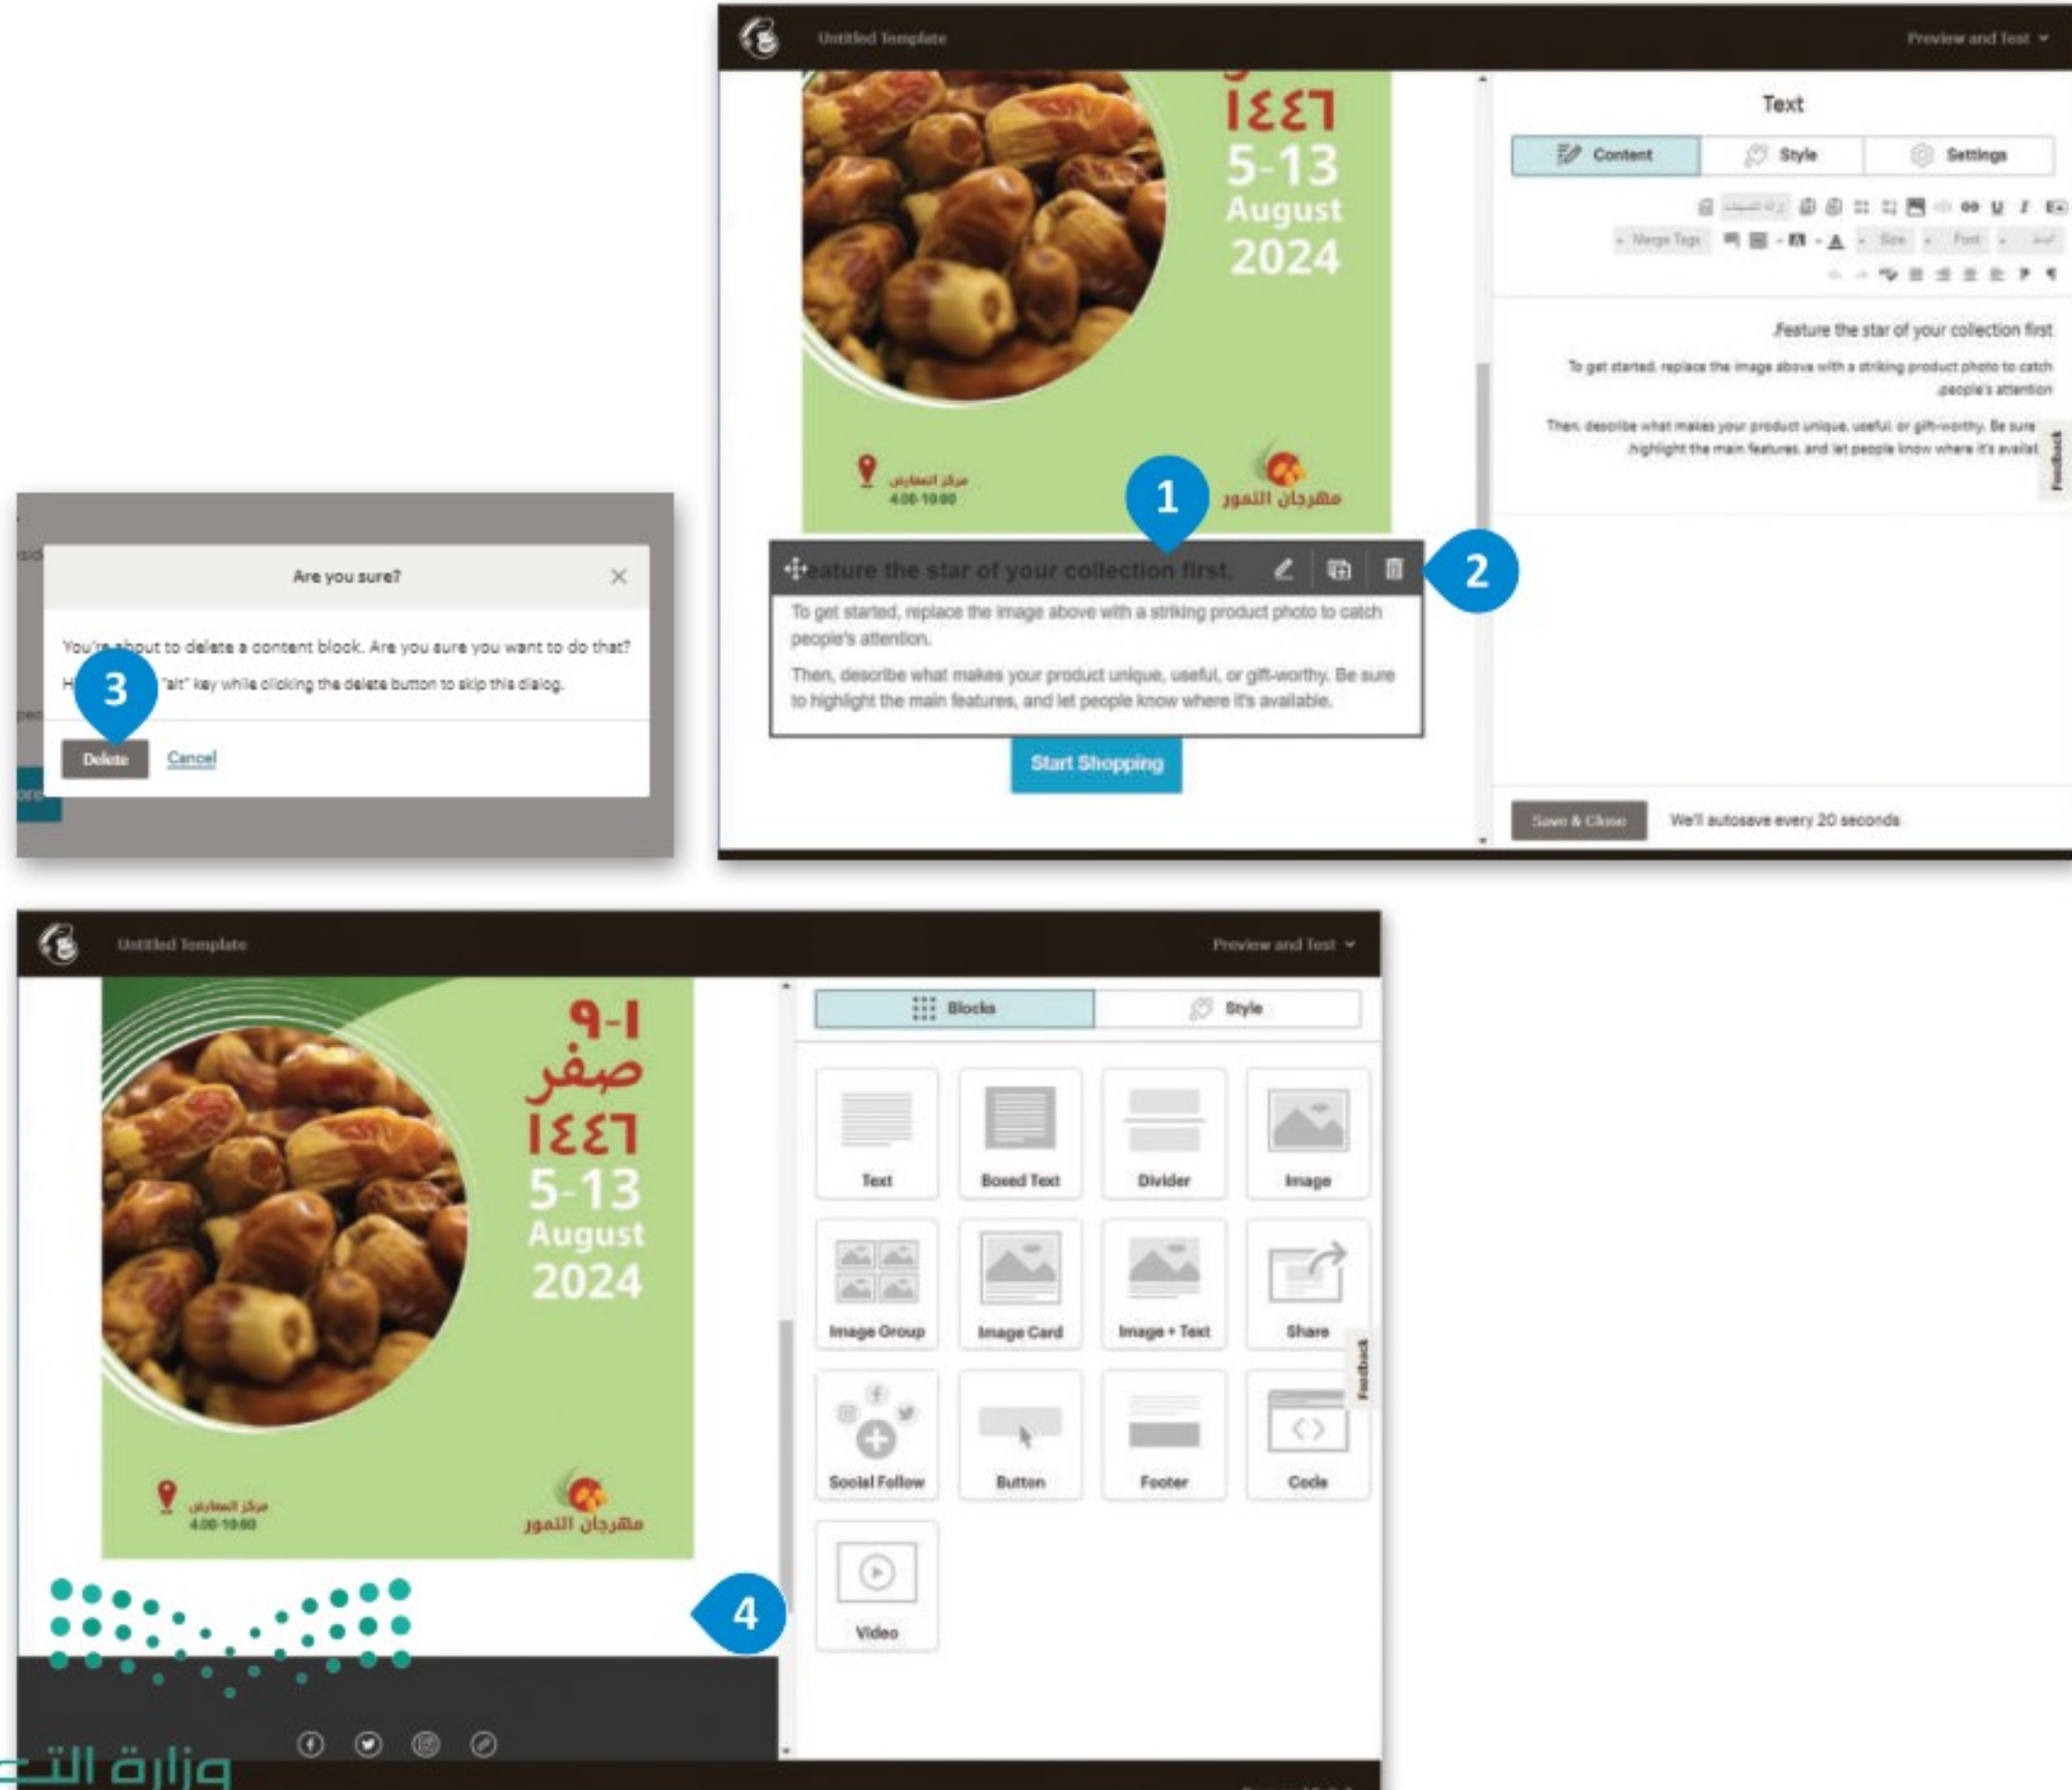 Untitled Template
Preview and Test
١٤٤٦
5-13
August
2024
مركز المعارض
4:00-10:00
مهرجان التمور
1
Feature the star of your collection first.
2
To get started, replace the image above with a striking product photo to catch
people's attention.
Then, describe what makes your product unique, useful, or gift-worthy. Be sure
to highlight the main features, and let people know where it's available.
Start Shopping
Text
Content
Style
Settings
Merge Tags
Size
Font
.Feature the star of your collection first
To get started, replace the image above with a striking product photo to catch
.people's attention
Then, describe what makes your product unique, useful, or gift-worthy. Be sure
.highlight the main features, and let people know where it's availat
Feedback
Save & Close
We'll autosave every 20 seconds
Are you sure?
You're about to delete a content block. Are you sure you want to do that?
"alt" key while clicking the delete button to skip this dialog.
3
Delete
Cancel
Untitled Template
Preview and Test
١-٩
صفر
١٤٤٦
5-13
August
2024
مركز المعارض
4:00-10:00
مهرجان التمور
4
Blocks
Style
Text
Boxed Text
Divider
Image
Image Group
Image Card
Image + Text
Share
Feedback
Social Follow
Button
Footer
Code
Video
وزارة التـ